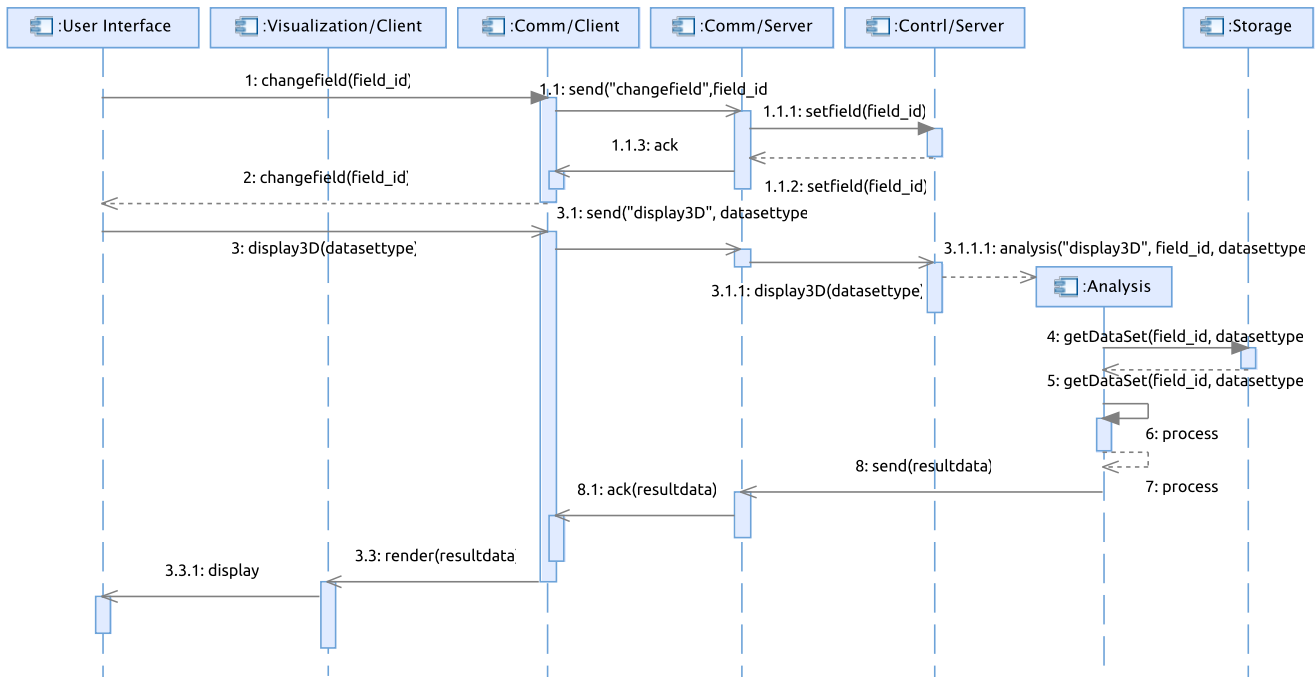 :User Interface
:Visualization/Client
:Comm/Client
:Comm/Server
:Contrl/Server
:Storage
1: changefield(field_id)
1.1: send("changefield",field_id
1.1.1: setfield(field_id)
1.1.3: ack
2: changefield(field_id)
1.1.2: setfield(field_id)
3.1: send("display3D", datasettype
3: display3D(datasettype)
3.1.1.1: analysis("display3D", field_id, datasettype
3.1.1: display3D(datasettype)
:Analysis
4: getDataSet(field_id, datasettype
5: getDataSet(field_id, datasettype
6: process
8: send(resultdata)
7: process
8.1: ack(resultdata)
3.3: render(resultdata)
3.3.1: display